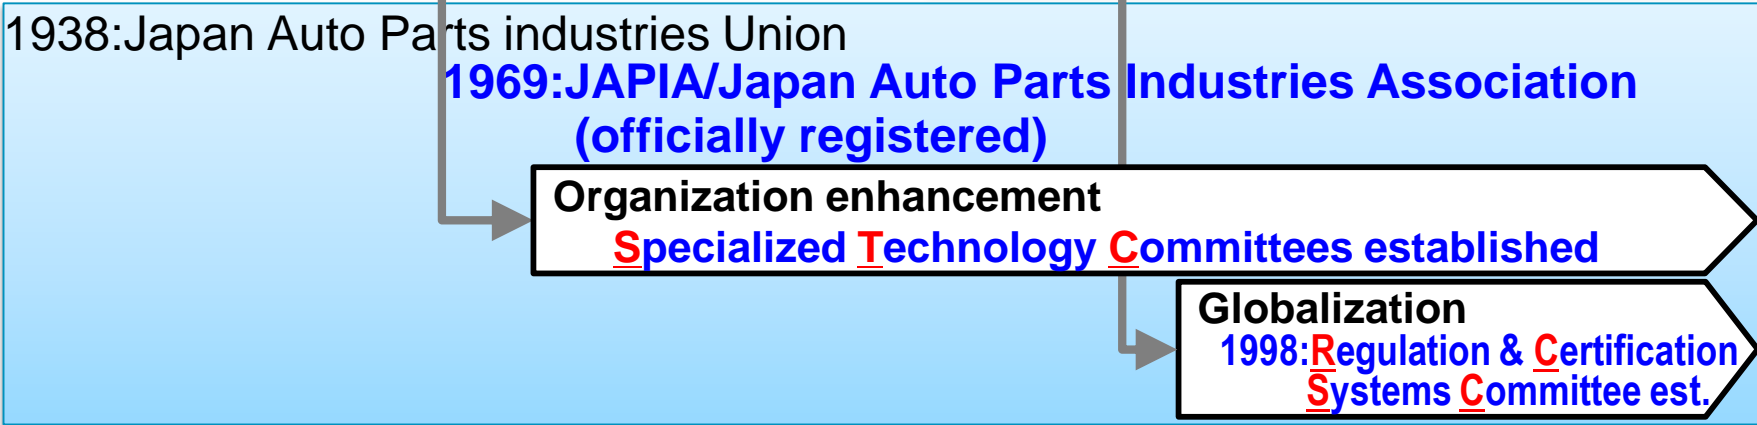 1938:Japan Auto Parts industries Union
1969:JAPIA/Japan Auto Parts Industries Association
(officially registered)
Organization enhancement
Specialized Technology Committees established
Globalization
1998:Regulation & Certification
Systems Committee est.